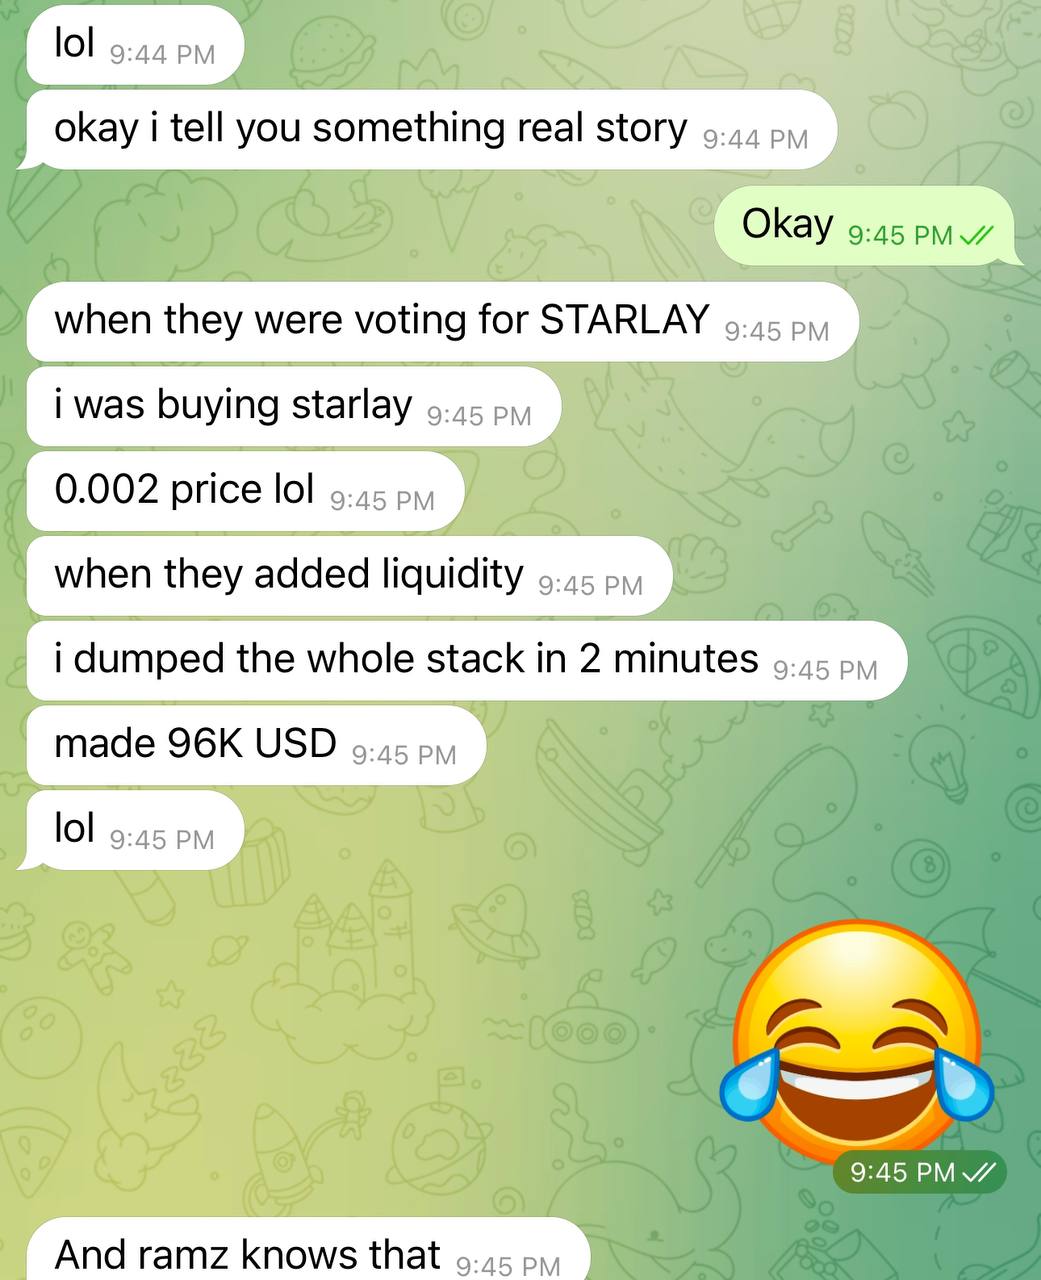 lol 9:44 PM
okay i tell you something real story 9:44 PM
Okay 9:45 PM
when they were voting for STARLAY 9:45 PM
i was buying starlay 9:45 PM
0.002 price lol 9:45 PM
when they added liquidity 9:45 PM
i dumped the whole stack in 2 minutes 9:45 PM
made 96K USD 9:45 PM
lol 9:45 PM
9:45 PM
And ramz knows that 9:45 PM